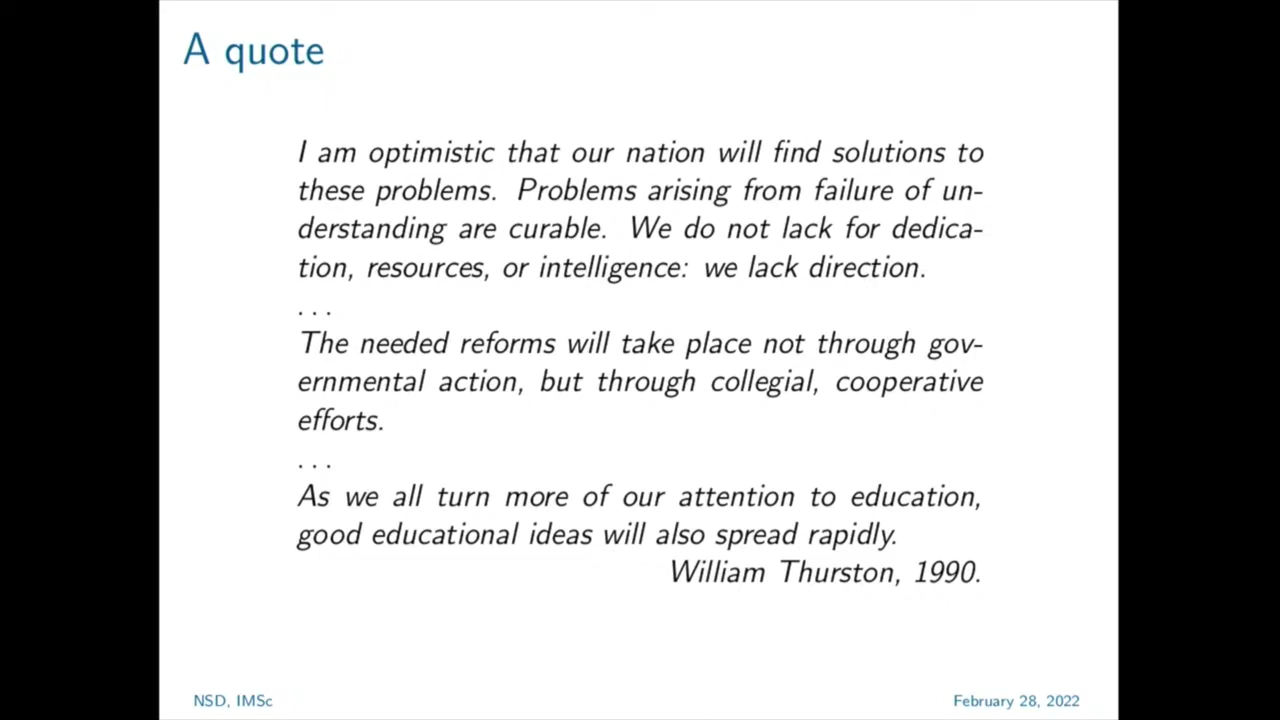 A quote
I am optimistic that our nation will find solutions to
these problems. Problems arising from failure of un-
derstanding are curable. We do not lack for dedica-
tion, resources, or intelligence: we lack direction.
...
The needed reforms will take place not through gov-
ernmental action, but through collegial, cooperative
efforts.
...
As we all turn more of our attention to education,
good educational ideas will also spread rapidly.
William Thurston, 1990.
NSD, IMSc
February 28, 2022